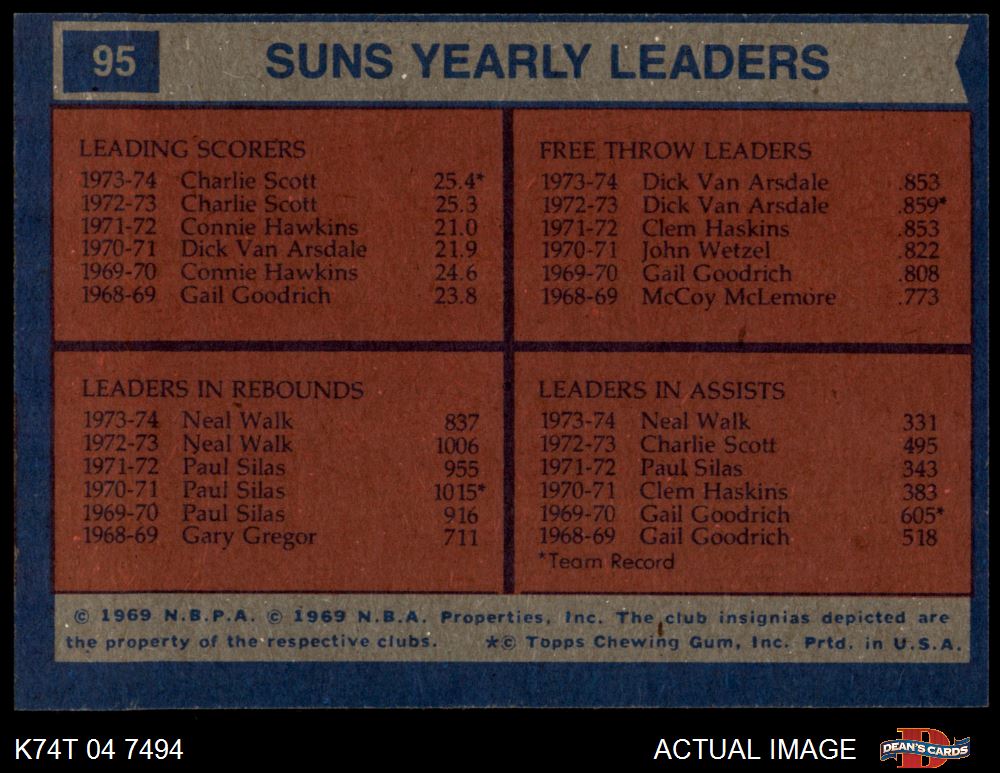 95
SUNS YEARLY LEADERS
LEADING SCORERS
1973-74 Charlie Scott 25.4*
1972-73 Charlie Scott 25.3
1971-72 Connie Hawkins 21.0
1970-71 Dick Van Arsdale 21.9
1969-70 Connie Hawkins 24.6
1968-69 Gail Goodrich 23.8
FREE THROW LEADERS
1973-74 Dick Van Arsdale .853
1972-73 Dick Van Arsdale .859*
1971-72 Clem Haskins .853
1970-71 John Wetzel .822
1969-70 Gail Goodrich .808
1968-69 McCoy McLemore .773
LEADERS IN REBOUNDS
1973-74 Neal Walk 837
1972-73 Neal Walk 1006
1971-72 Paul Silas 955
1970-71 Paul Silas 1015*
1969-70 Paul Silas 916
1968-69 Gary Gregor 711
LEADERS IN ASSISTS
1973-74 Neal Walk 331
1972-73 Charlie Scott 495
1971-72 Paul Silas 343
1970-71 Clem Haskins 383
1969-70 Gail Goodrich 605*
1968-69 Gail Goodrich 518
*Team Record
© 1969 N.B.P.A. © 1969 N.B.A. Properties, Inc. The club insignias depicted are
the property of the respective clubs. *© Topps Chewing Gum, Inc. Prtd. in U.S.A.
K74T 04 7494
ACTUAL IMAGE
D
DEAN'S CARDS